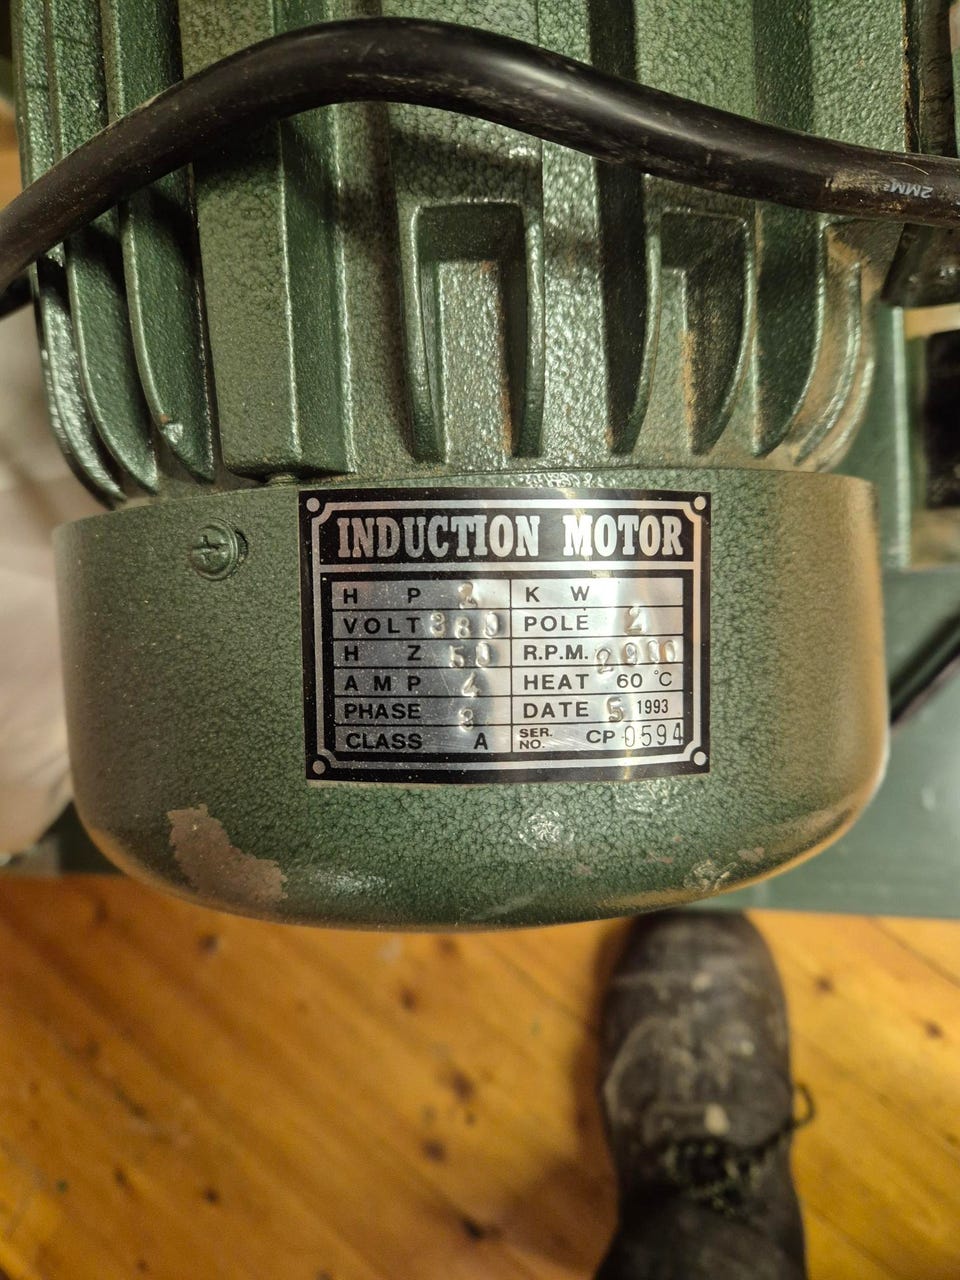 2MM²
INDUCTION MOTOR
H P 2 K W
VOLT 380 POLE 2
H Z 50 R.P.M. 2900
AMP 4 HEAT 60 °C
PHASE 3 DATE 5 1993
CLASS A SER. NO. CP 0594